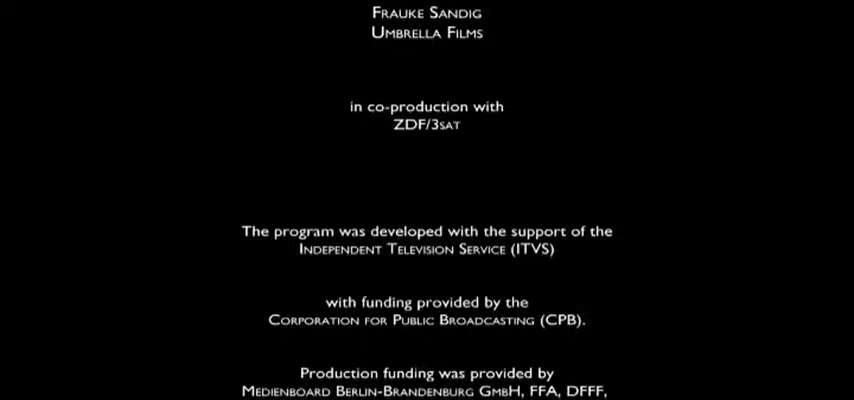 Frauke Sandig
Umbrella Films
in co-production with
ZDF/3sat
The program was developed with the support of the
Independent Television Service (ITVS)
with funding provided by the
Corporation for Public Broadcasting (CPB).
Production funding was provided by
Medienboard Berlin-Brandenburg GmbH, FFA, DFFF,